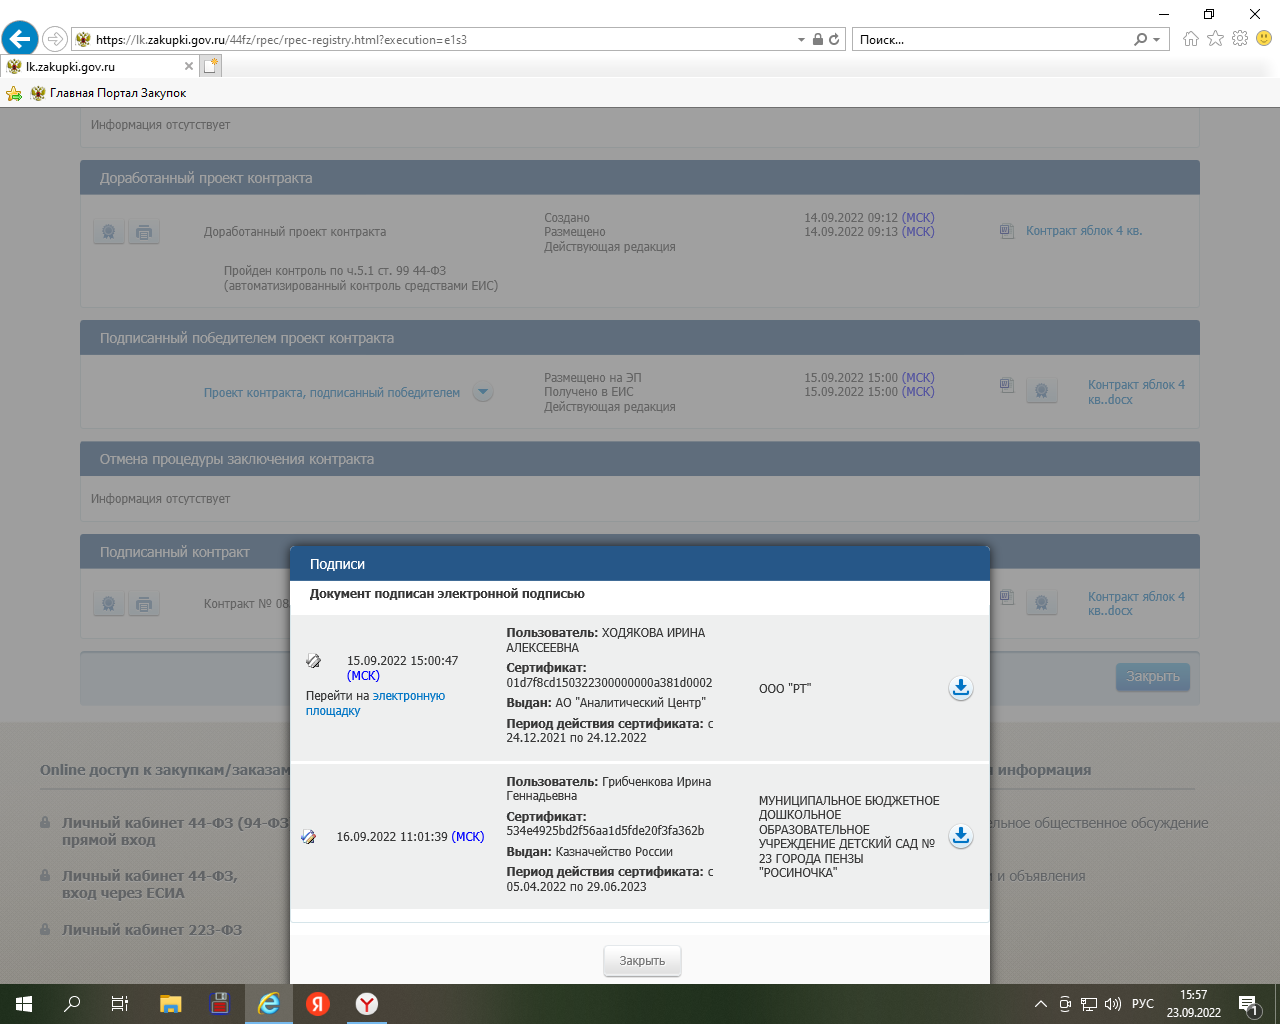 https://lk.zakupki.gov.ru/44fz/rpec/rpec-registry.html?execution=e1s3
Поиск...
lk.zakupki.gov.ru
Главная Портал Закупок
Информация отсутствует
Доработанный проект контракта
Доработанный проект контракта
Создано 14.09.2022 09:12 (МСК)
Размещено 14.09.2022 09:13 (МСК)
Действующая редакция
Контракт яблок 4 кв.
Пройден контроль по ч.5.1 ст. 99 44-ФЗ
(автоматизированный контроль средствами ЕИС)
Подписанный победителем проект контракта
Проект контракта, подписанный победителем
Размещено на ЭП 15.09.2022 15:00 (МСК)
Получено в ЕИС 15.09.2022 15:00 (МСК)
Действующая редакция
Контракт яблок 4
кв..docx
Отмена процедуры заключения контракта
Информация отсутствует
Подписанный контракт
Контракт № 08
Контракт яблок 4
кв..docx
Закрыть
Подписи
Документ подписан электронной подписью
15.09.2022 15:00:47
(МСК)
Перейти на электронную
площадку
Пользователь: ХОДЯКОВА ИРИНА
АЛЕКСЕЕВНА
Сертификат:
01d7f8cd150322300000000a381d0002
Выдан: АО "Аналитический Центр"
Период действия сертификата: с
24.12.2021 по 24.12.2022
ООО "РТ"
16.09.2022 11:01:39 (МСК)
Пользователь: Грибченкова Ирина
Геннадьевна
Сертификат:
534e4925bd2f56aa1d5fde20f3fa362b
Выдан: Казначейство России
Период действия сертификата: с
05.04.2022 по 29.06.2023
МУНИЦИПАЛЬНОЕ БЮДЖЕТНОЕ
ДОШКОЛЬНОЕ
ОБРАЗОВАТЕЛЬНОЕ
УЧРЕЖДЕНИЕ ДЕТСКИЙ САД №
23 ГОРОДА ПЕНЗЫ
"РОСИНОЧКА"
Закрыть
Online доступ к закупкам/заказам
Личный кабинет 44-ФЗ (94-ФЗ
прямой вход
Личный кабинет 44-ФЗ,
вход через ЕСИА
Личный кабинет 223-ФЗ
я информация
льное общественное обсуждение
и и объявления
РУС
15:57
23.09.2022
1